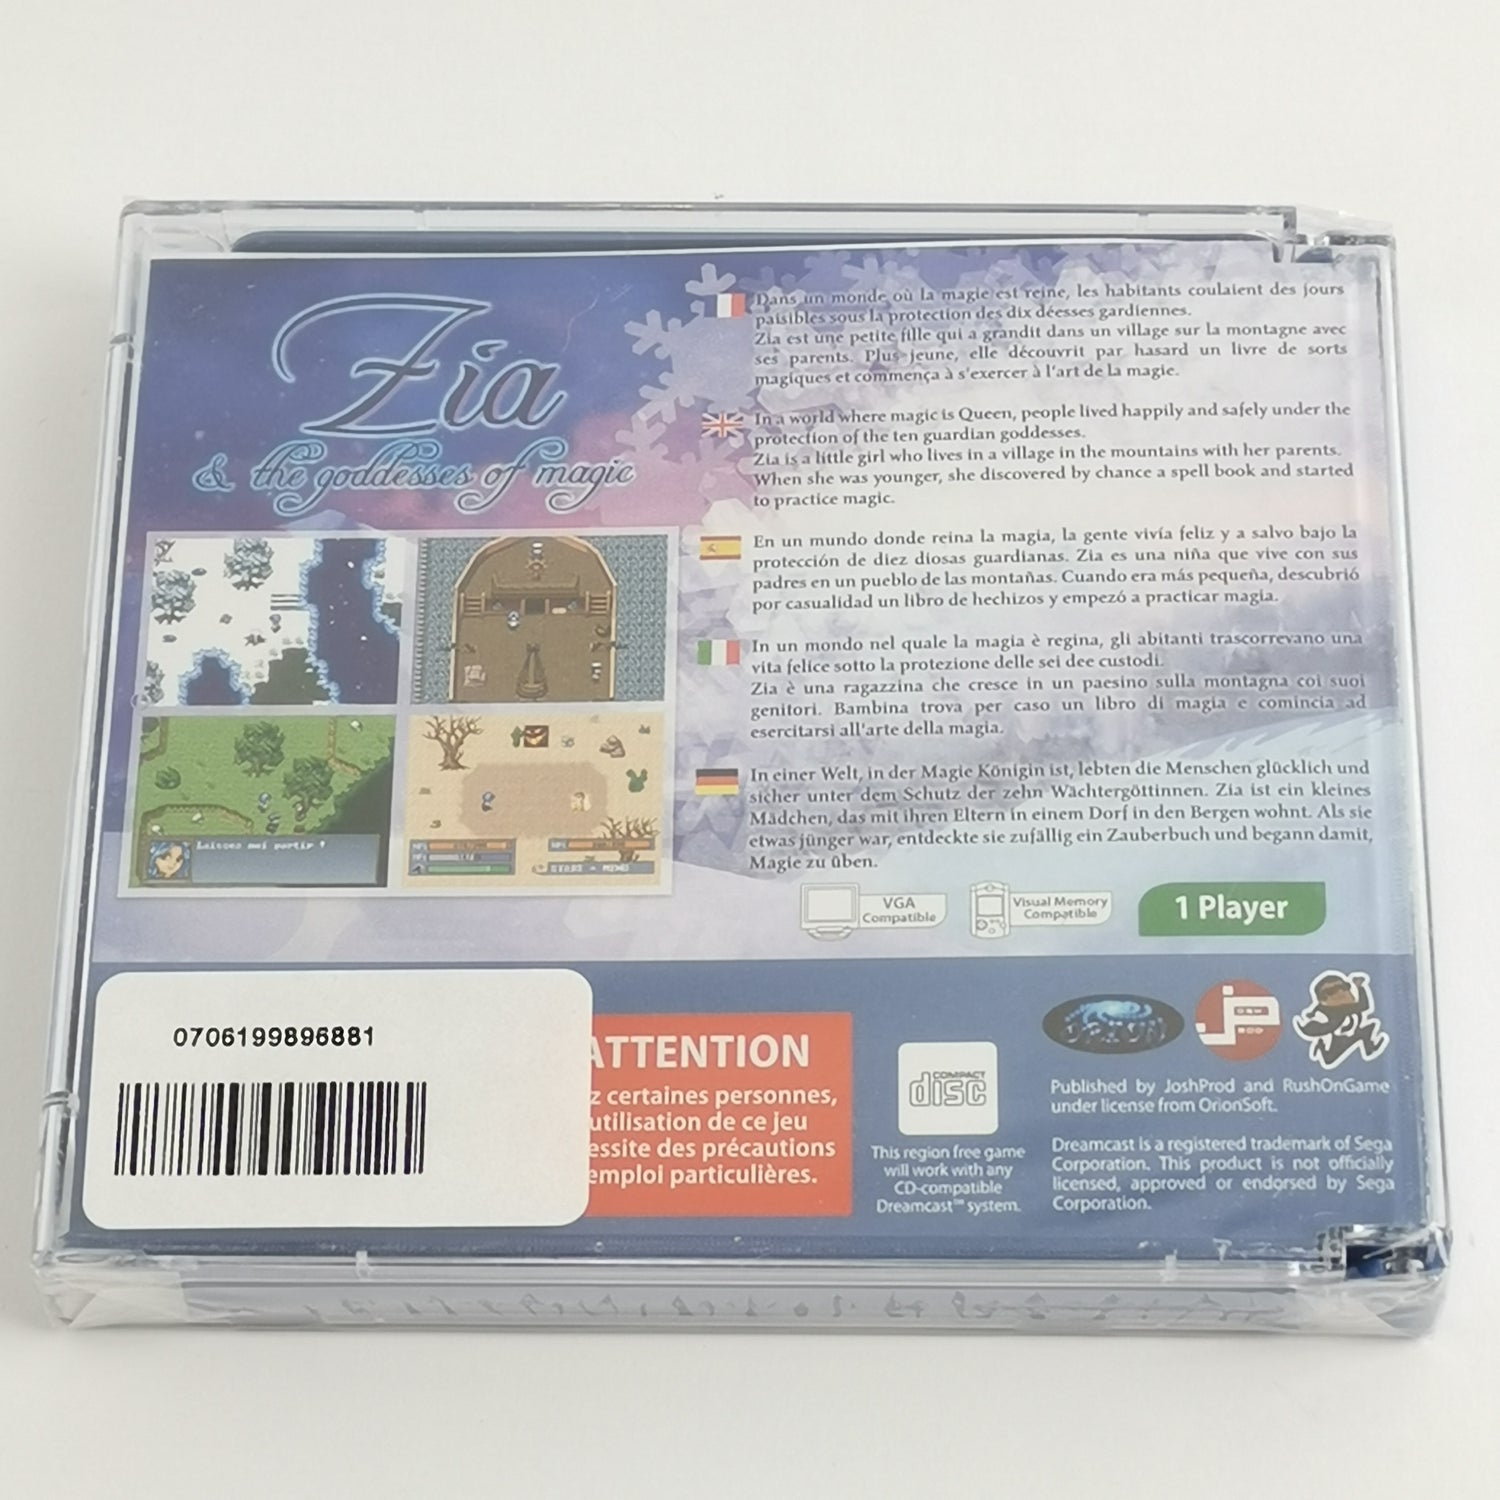 Zia
& the goddesses of magic
Dans un monde où la magie est reine, les habitants coulaient des jours
paisibles sous la protection des dix déesses gardiennes.
Zia est une petite fille qui a grandit dans un village sur la montagne avec
ses parents. Plus jeune, elle découvrit par hasard un livre de sorts
magiques et commença à s'exercer à l'art de la magie.
In a world where magic is Queen, people lived happily and safely under the
protection of the ten guardian goddesses.
Zia is a little girl who lives in a village in the mountains with her parents.
When she was younger, she discovered by chance a spell book and started
to practice magic.
En un mundo donde reina la magia, la gente vivía feliz y a salvo bajo la
protección de diez diosas guardianas. Zia es una niña que vive con sus
padres en un pueblo de las montañas. Cuando era más pequeña, descubrió
por casualidad un libro de hechizos y empezó a practicar magia.
In un mondo nel quale la magia è regina, gli abitanti trascorrevano una
vita felice sotto la protezione delle sei dee custodi.
Zia è una ragazzina che cresce in un paesino sulla montagna coi suoi
genitori. Bambina trova per caso un libro di magia e comincia ad
esercitarsi all'arte della magia.
In einer Welt, in der Magie Königin ist, lebten die Menschen glücklich und
sicher unter dem Schutz der zehn Wächtergöttinnen. Zia ist ein kleines
Mädchen, das mit ihren Eltern in einem Dorf in den Bergen wohnt. Als sie
etwas jünger war, entdeckte sie zufällig ein Zauberbuch und begann damit,
Magie zu üben.
Laissez moi partir !
START - MENU
VGA
Compatible
Visual Memory
Compatible
1 Player
0706199896881
ATTENTION
z certaines personnes,
utilisation de ce jeu
essite des précautions
emploi particulières.
COMPACT
disc
This region free game
will work with any
CD-compatible
Dreamcast™ system.
ORION
JP
Published by JoshProd and RushOnGame
under license from OrionSoft.
Dreamcast is a registered trademark of Sega
Corporation. This product is not officially
licensed, approved or endorsed by Sega
Corporation.